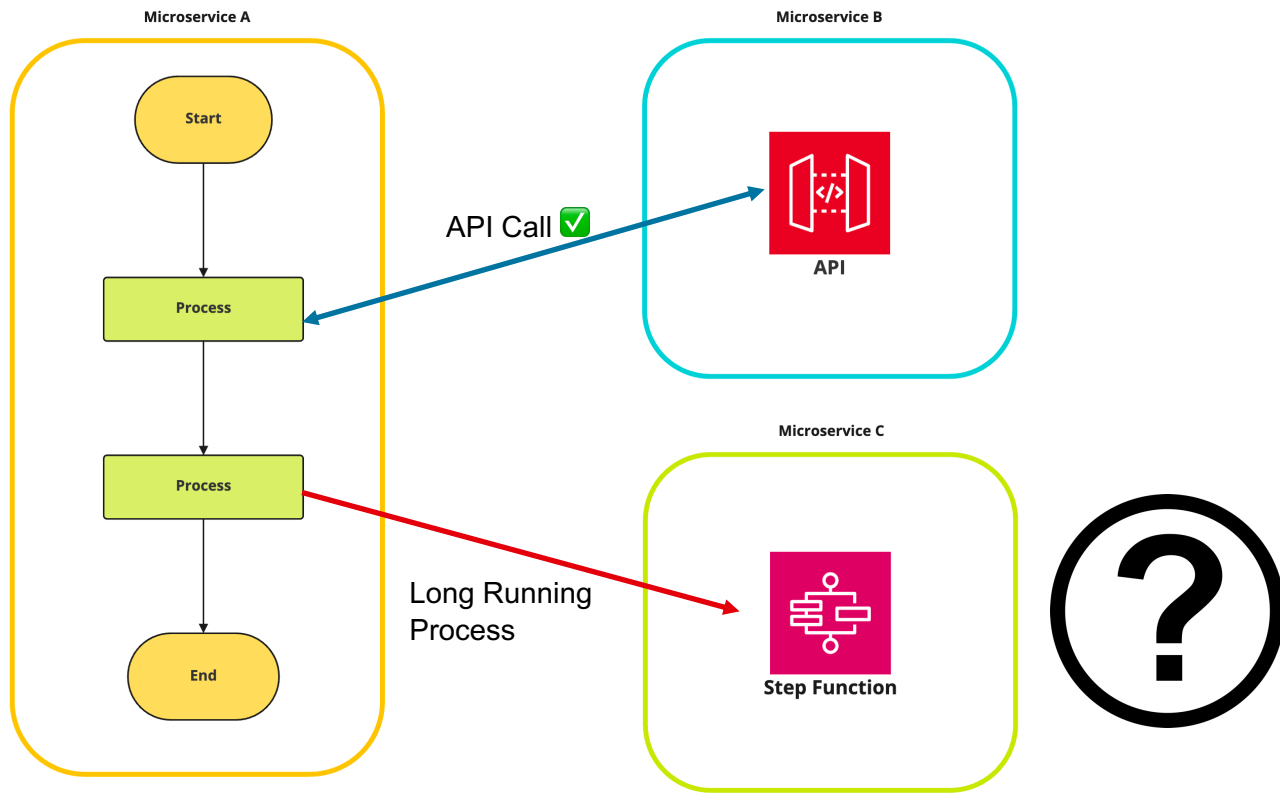 Microservice A
Microservice B
Start
API Call ✅
API
Process
Microservice C
Process
Long Running
Process
Step Function
End
?